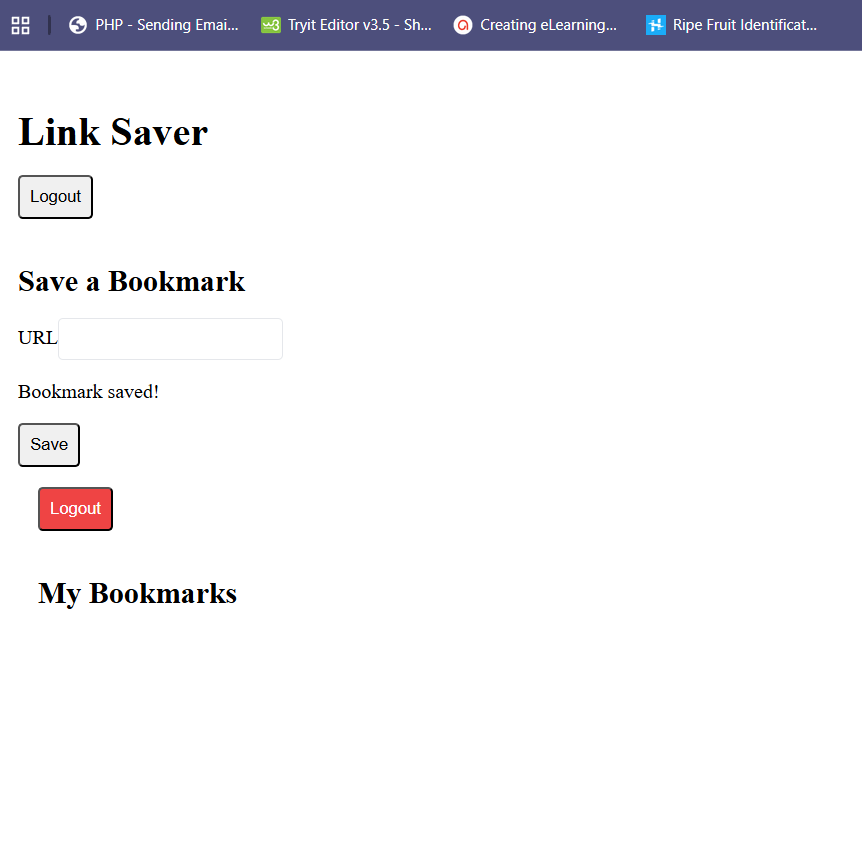 PHP - Sending Emai... Tryit Editor v3.5 - Sh... Creating eLearning... Ripe Fruit Identificat...
Link Saver
Logout
Save a Bookmark
URL
Bookmark saved!
Save
Logout
My Bookmarks